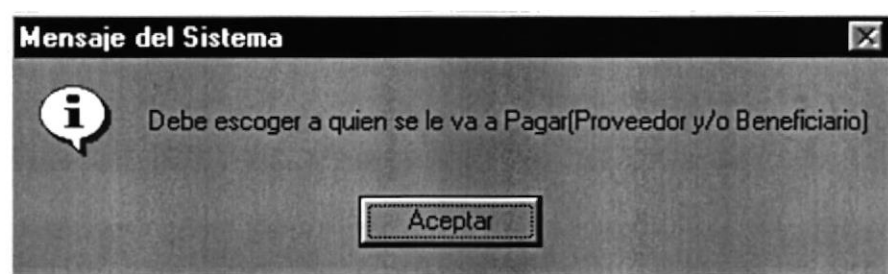 Mensaje del Sistema
Debe escoger a quien se le va a Pagar(Proveedor y/o Beneficiario)
Aceptar